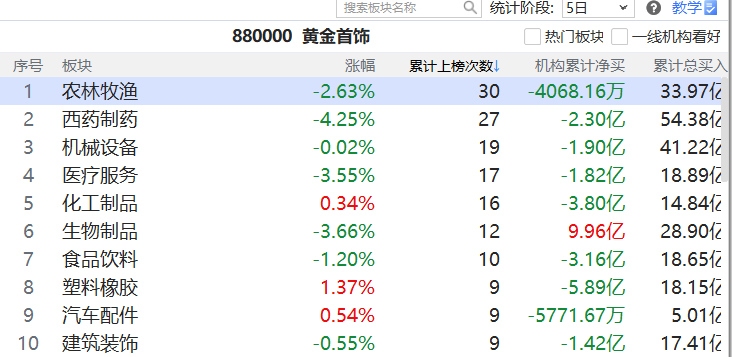 搜索板块名称 统计阶段: 5日 ? 教学
880000 黄金首饰 热门板块 一线机构看好
序号 板块 涨幅 累计上榜次数↓ 机构累计净买 累计总买入
1 农林牧渔 -2.63% 30 -4068.16万 33.97亿
2 西药制药 -4.25% 27 -2.30亿 54.38亿
3 机械设备 -0.02% 19 -1.90亿 41.22亿
4 医疗服务 -3.55% 17 -1.82亿 18.89亿
5 化工制品 0.34% 16 -3.80亿 14.84亿
6 生物制品 -3.66% 12 9.96亿 28.90亿
7 食品饮料 -1.20% 10 -3.16亿 18.65亿
8 塑料橡胶 1.37% 9 -5.89亿 18.15亿
9 汽车配件 0.54% 9 -5771.67万 5.01亿
10 建筑装饰 -0.55% 9 -1.42亿 17.41亿